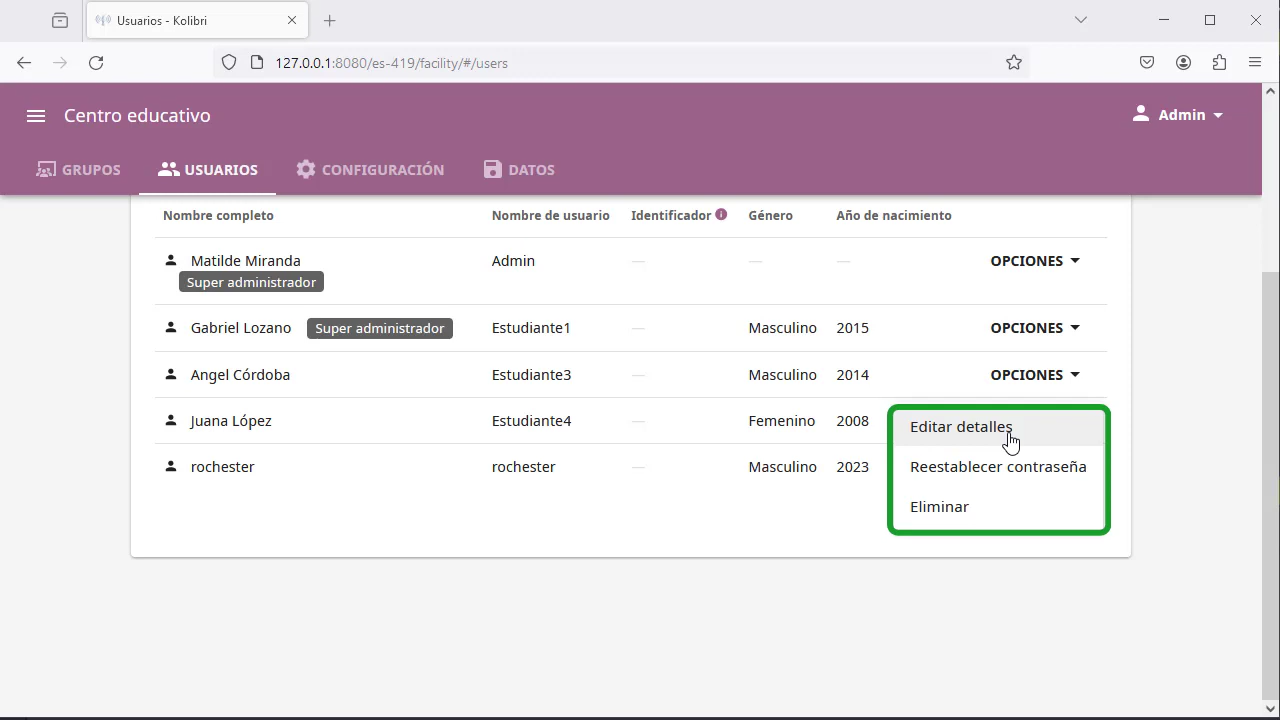 Usuarios - Kolibri
127.0.0.1:8080/es-419/facility/#/users
Centro educativo
Admin
GRUPOS USUARIOS CONFIGURACIÓN DATOS
Nombre completo Nombre de usuario Identificador Género Año de nacimiento
Matilde Miranda Admin — — — OPCIONES
Super administrador
Gabriel Lozano Super administrador Estudiante1 — Masculino 2015 OPCIONES
Angel Córdoba Estudiante3 — Masculino 2014 OPCIONES
Juana López Estudiante4 — Femenino 2008
Editar detalles
rochester rochester — Masculino 2023
Reestablecer contraseña
Eliminar